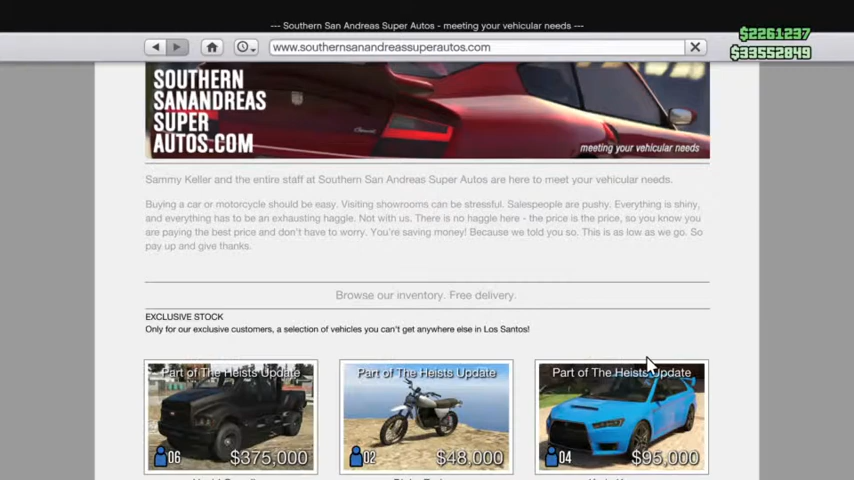 --- Southern San Andreas Super Autos - meeting your vehicular needs ---
$2261237
www.southernsanandreassuperautos.com
$33552849
SOUTHERN
SANANDREAS
SUPER
AUTOS.COM
meeting your vehicular needs
Sammy Keller and the entire staff at Southern San Andreas Super Autos are here to meet your vehicular needs.
Buying a car or motorcycle should be easy. Visiting showrooms can be stressful. Salespeople are pushy. Everything is shiny,
and everything has to be an exhausting haggle. Not with us. There is no haggle here - the price is the price, so you know you
are paying the best price and don't have to worry. You're saving money! Because we told you so. This is as low as we go. So
pay up and give thanks.
Browse our inventory. Free delivery.
EXCLUSIVE STOCK
Only for our exclusive customers, a selection of vehicles you can't get anywhere else in Los Santos!
Part of The Heists Update
06 $375,000
Part of The Heists Update
02 $48,000
Part of The Heists Update
04 $95,000